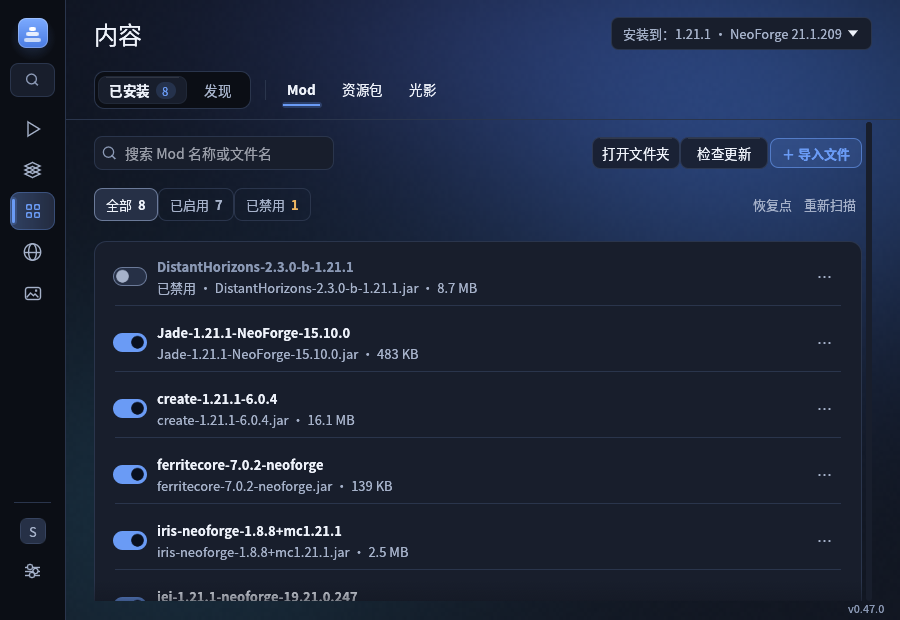 内容
安装到: 1.21.1 • NeoForge 21.1.209
已安装 8 发现 Mod 资源包 光影
搜索 Mod 名称或文件名
打开文件夹 检查更新 + 导入文件
全部 8 已启用 7 已禁用 1
恢复点 重新扫描
DistantHorizons-2.3.0-b-1.21.1
已禁用 • DistantHorizons-2.3.0-b-1.21.1.jar • 8.7 MB
Jade-1.21.1-NeoForge-15.10.0
Jade-1.21.1-NeoForge-15.10.0.jar • 483 KB
create-1.21.1-6.0.4
create-1.21.1-6.0.4.jar • 16.1 MB
ferritecore-7.0.2-neoforge
ferritecore-7.0.2-neoforge.jar • 139 KB
iris-neoforge-1.8.8+mc1.21.1
iris-neoforge-1.8.8+mc1.21.1.jar • 2.5 MB
jei-1.21.1-neoforge-19.21.0.247
S
v0.47.0